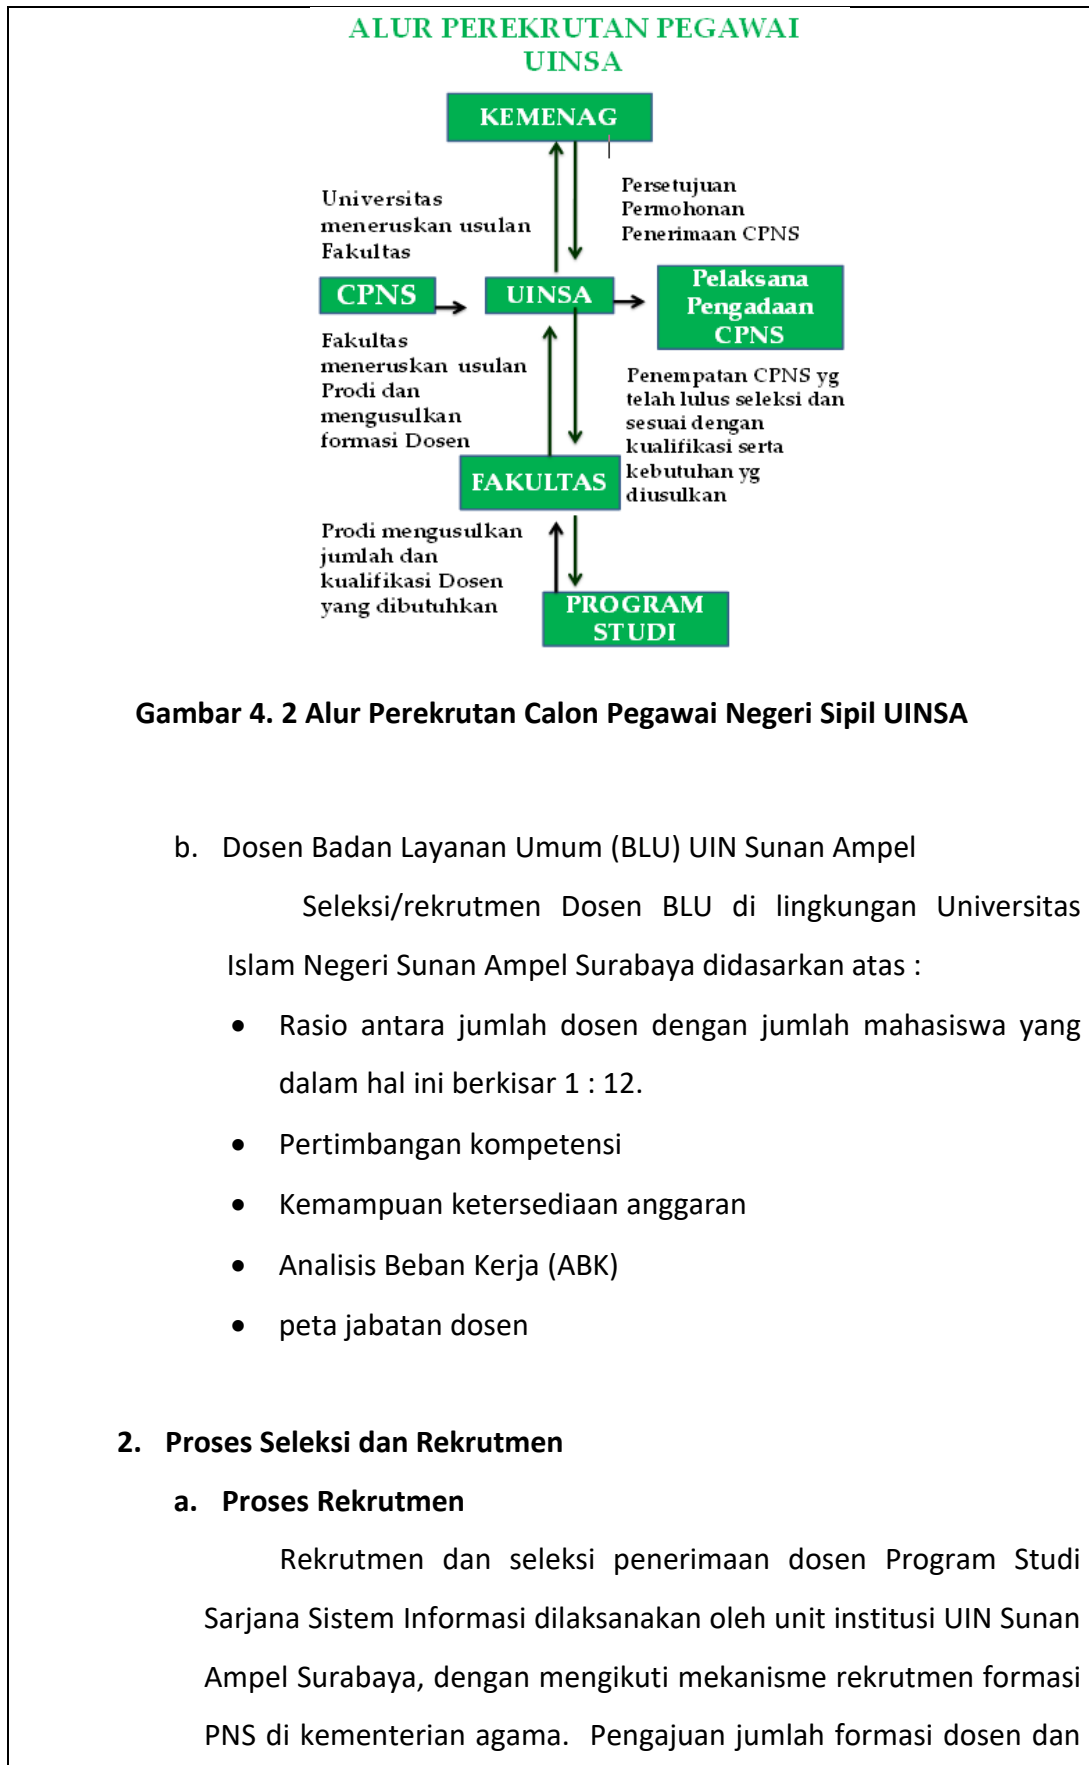 ALUR PEREKRUTAN PEGAWAI
UINSA
KEMENAG
Universitas
meneruskan usulan
Fakultas
Persetujuan
Permohonan
Penerimaan CPNS
CPNS
UINSA
Pelaksana
Pengadaan
CPNS
Fakultas
meneruskan usulan
Prodi dan
mengusulkan
formasi Dosen
Penempatan CPNS yg
telah lulus seleksi dan
sesuai dengan
kualifikasi serta
kebutuhan yg
diusulkan
FAKULTAS
Prodi mengusulkan
jumlah dan
kualifikasi Dosen
yang dibutuhkan
PROGRAM
STUDI
Gambar 4. 2 Alur Perekrutan Calon Pegawai Negeri Sipil UINSA
b. Dosen Badan Layanan Umum (BLU) UIN Sunan Ampel
Seleksi/rekrutmen Dosen BLU di lingkungan Universitas
Islam Negeri Sunan Ampel Surabaya didasarkan atas :
• Rasio antara jumlah dosen dengan jumlah mahasiswa yang
dalam hal ini berkisar 1 : 12.
• Pertimbangan kompetensi
• Kemampuan ketersediaan anggaran
• Analisis Beban Kerja (ABK)
• peta jabatan dosen
2. Proses Seleksi dan Rekrutmen
a. Proses Rekrutmen
Rekrutmen dan seleksi penerimaan dosen Program Studi
Sarjana Sistem Informasi dilaksanakan oleh unit institusi UIN Sunan
Ampel Surabaya, dengan mengikuti mekanisme rekrutmen formasi
PNS di kementerian agama. Pengajuan jumlah formasi dosen dan